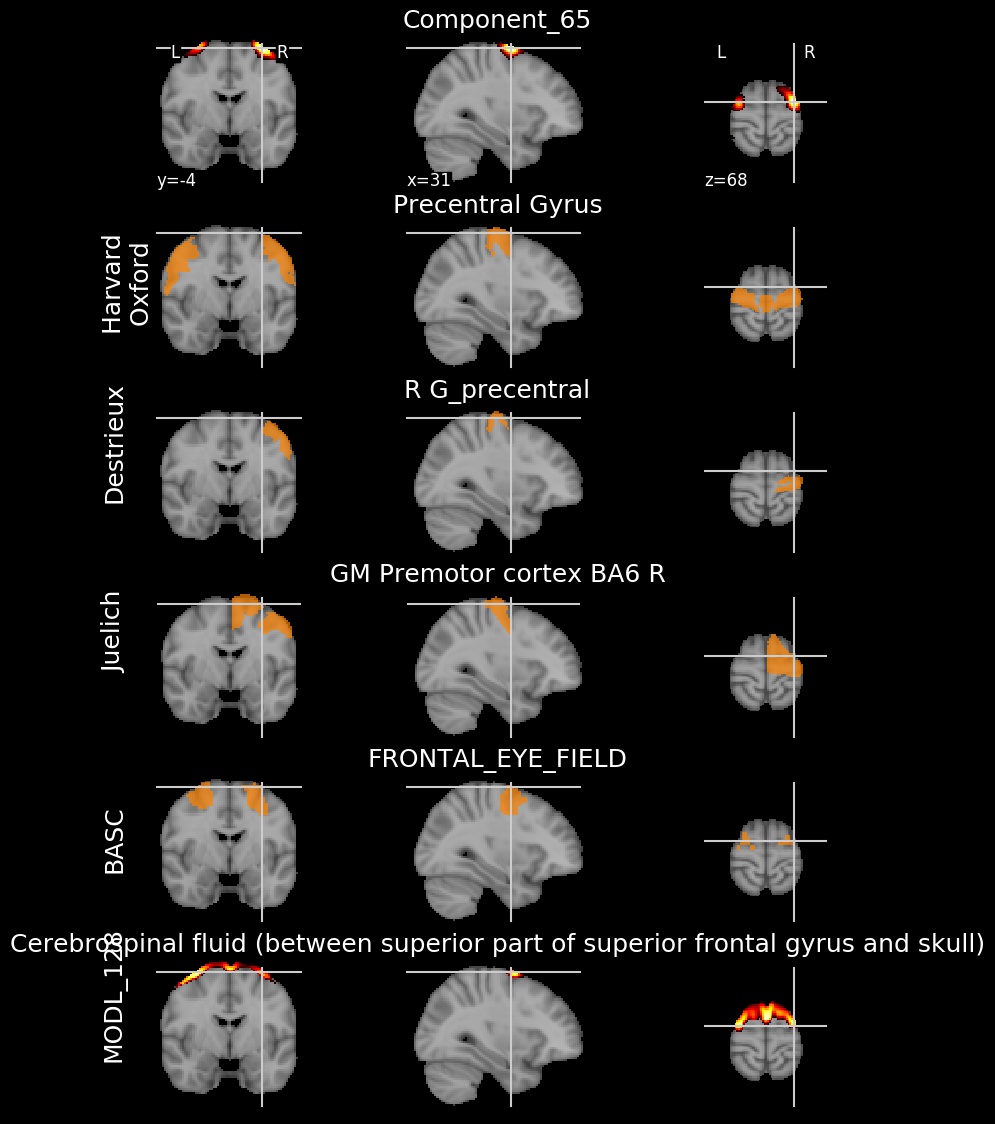 Component_65
L R
L R
y=-4
x=31
z=68
Precentral Gyrus
Harvard
Oxford
R G_precentral
Destrieux
GM Premotor cortex BA6 R
Juelich
FRONTAL_EYE_FIELD
BASC
Cerebrospinal fluid (between superior part of superior frontal gyrus and skull)
MODL_128